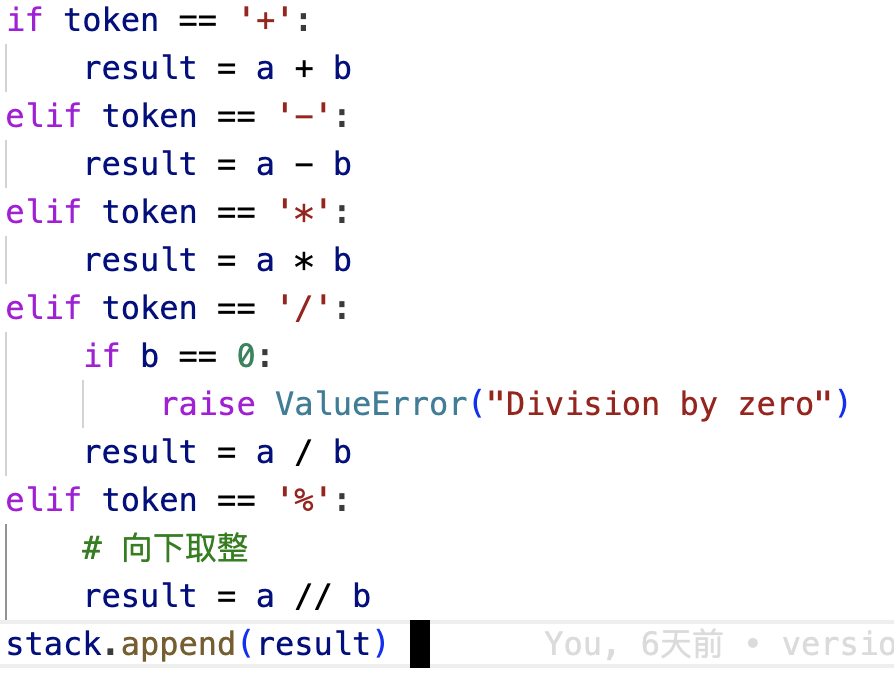 if token == '+':
    result = a + b
elif token == '-':
    result = a - b
elif token == '*':
    result = a * b
elif token == '/':
    if b == 0:
        raise ValueError("Division by zero")
    result = a / b
elif token == '%':
    # 向下取整
    result = a // b
stack.append(result) You, 6天前 •